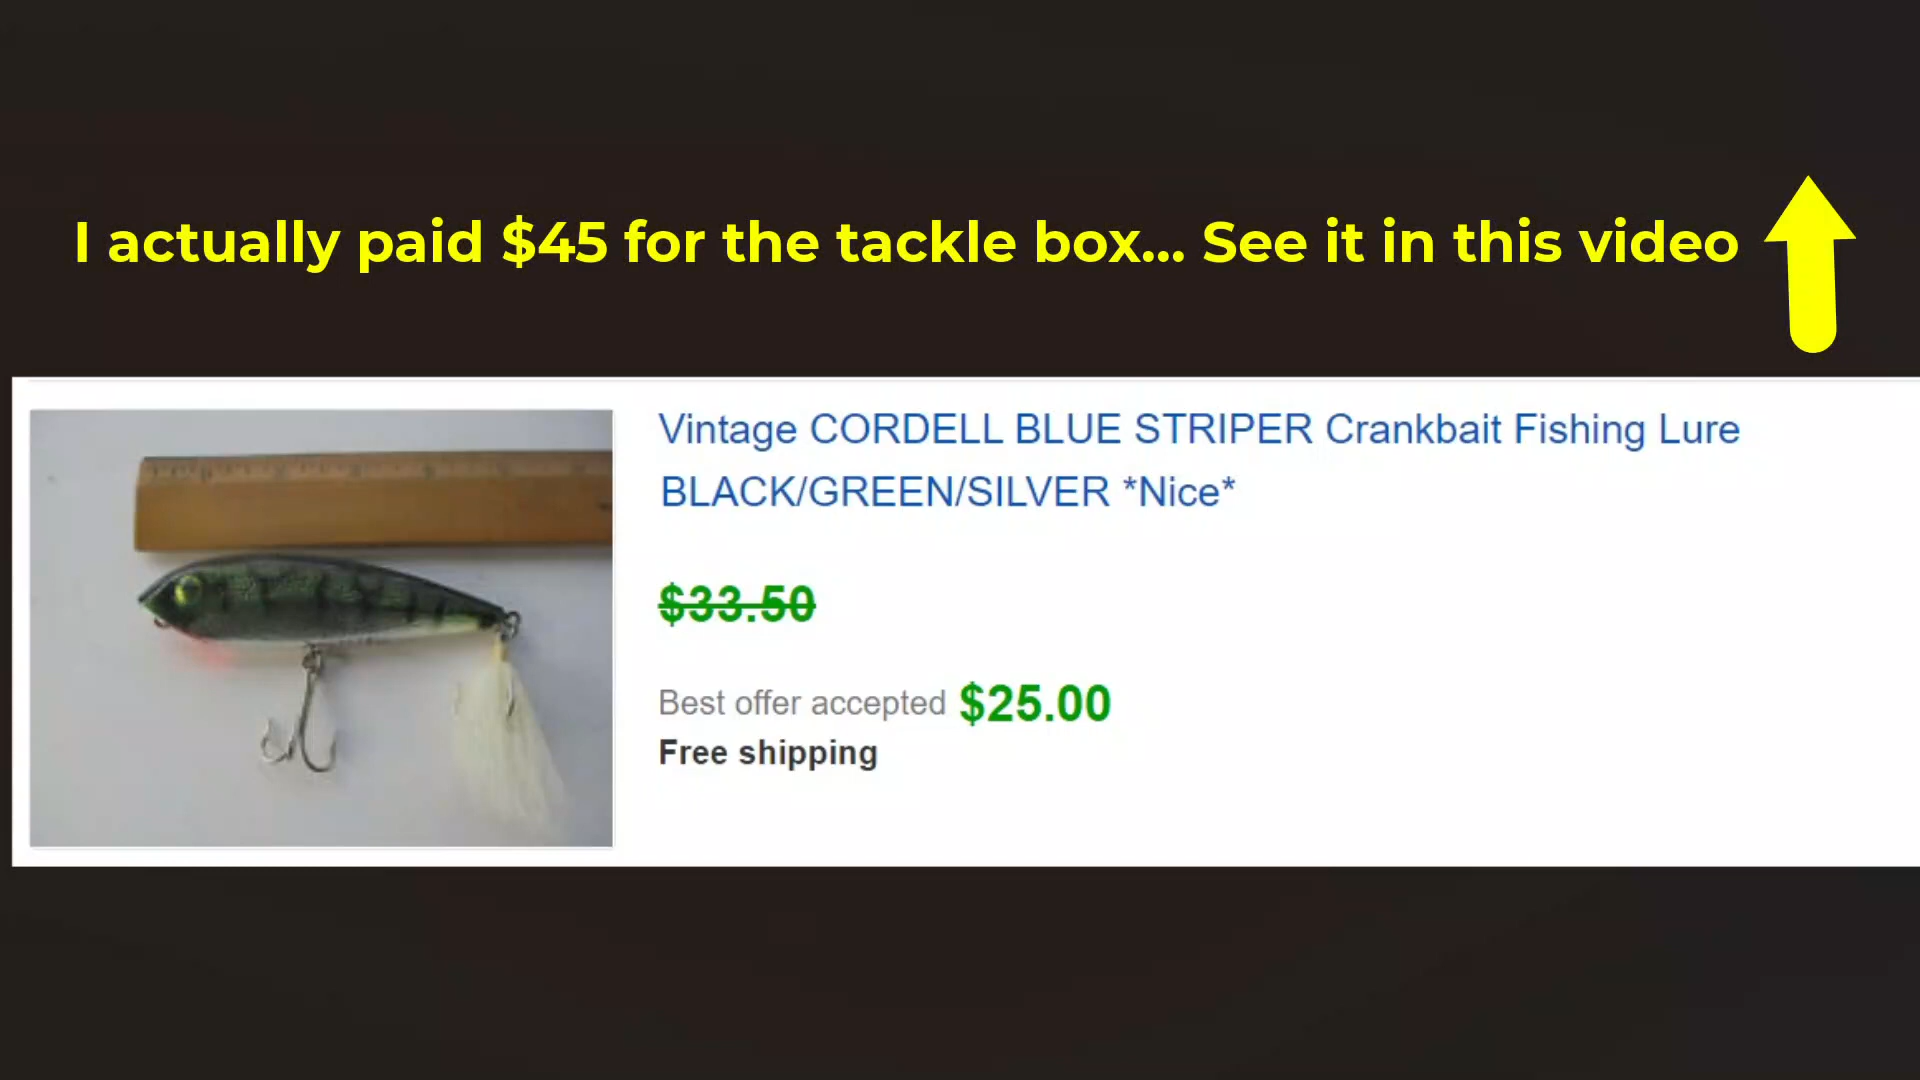 I actually paid $45 for the tackle box... See it in this video
Vintage CORDELL BLUE STRIPER Crankbait Fishing Lure
BLACK/GREEN/SILVER *Nice*
$33.50
Best offer accepted $25.00
Free shipping